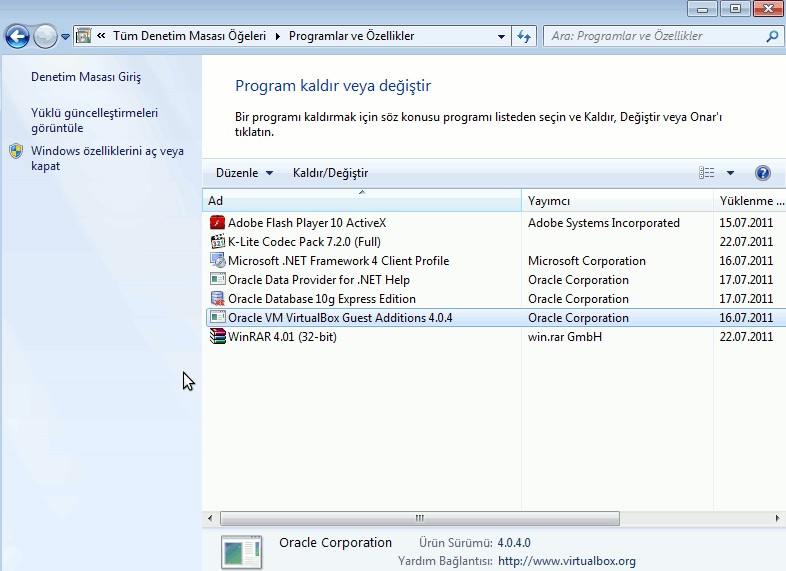 « Tüm Denetim Masası Öğeleri Programlar ve Özellikler Ara: Programlar ve Özellikler
Denetim Masası Giriş
Yüklü güncelleştirmeleri
görüntüle
Windows özelliklerini aç veya
kapat
Program kaldır veya değiştir
Bir programı kaldırmak için söz konusu programı listeden seçin ve Kaldır, Değiştir veya Onar'ı
tıklatın.
Düzenle Kaldır/Değiştir
Ad Yayımcı Yüklenme ...
Adobe Flash Player 10 ActiveX Adobe Systems Incorporated 15.07.2011
K-Lite Codec Pack 7.2.0 (Full) 22.07.2011
Microsoft .NET Framework 4 Client Profile Microsoft Corporation 16.07.2011
Oracle Data Provider for .NET Help Oracle Corporation 17.07.2011
Oracle Database 10g Express Edition Oracle Corporation 17.07.2011
Oracle VM VirtualBox Guest Additions 4.0.4 Oracle Corporation 16.07.2011
WinRAR 4.01 (32-bit) win.rar GmbH 22.07.2011
Oracle Corporation Ürün Sürümü: 4.0.4.0
Yardım Bağlantısı: http://www.virtualbox.org